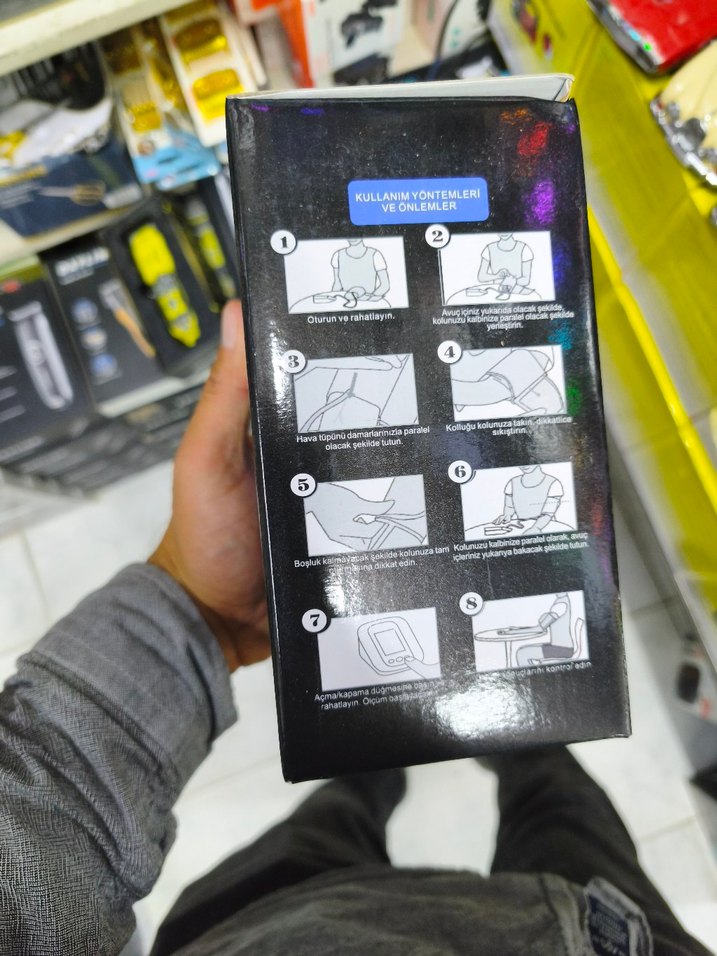 KULLANIM YÖNTEMLERİ
VE ÖNLEMLER
1
Oturun ve rahatlayın.
2
Avuç içiniz yukarıda olacak şekilde,
kolunuzu kalbinize paralel olacak şekilde
yerleştirin.
3
Hava tüpünü damarlarınızla paralel
olacak şekilde tutun.
4
Kolluğu kolunuza takın, dikkatlice
sıkıştırın.
5
Boşluk kalmayacak şekilde kolunuza tam
dikkat edin.
6
Kolunuzu kalbinize paralel olarak, avuç
içleriniz yukarıya bakacak şekilde tutun.
7
Açma/kapama düğmesine
rahatlayın. Ölçüm
8
kontrol edin